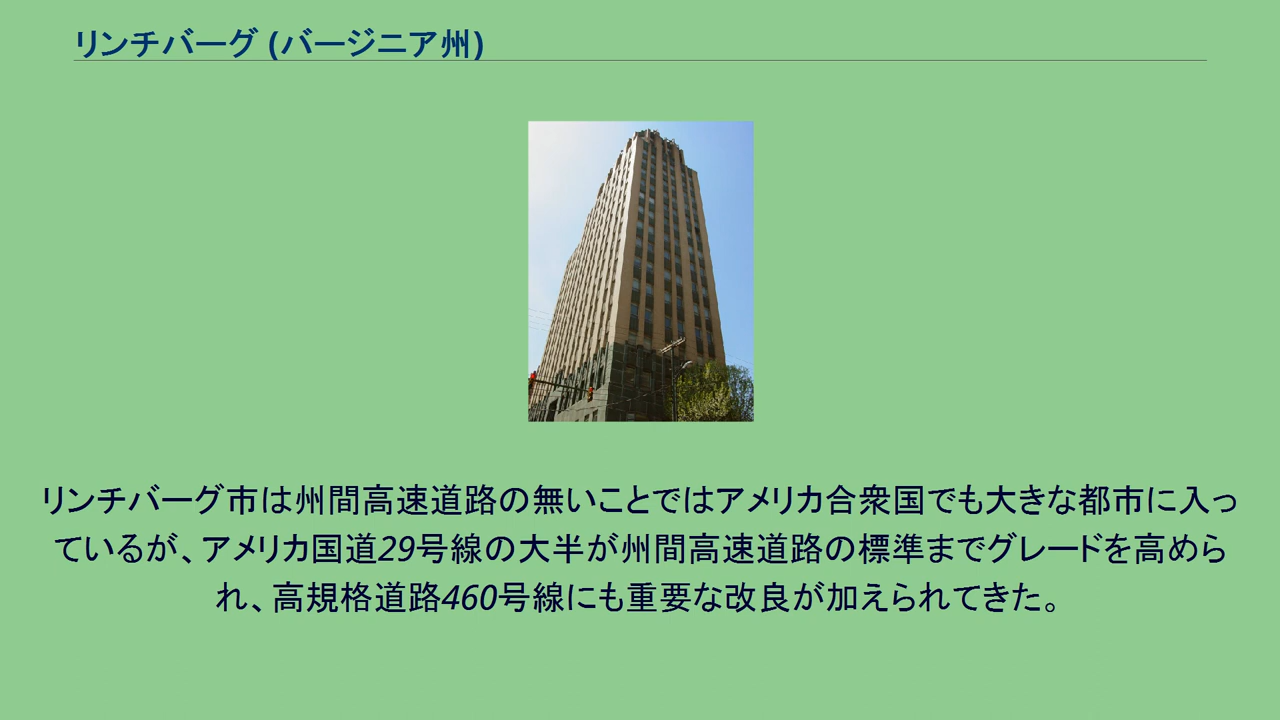 リンチバーグ (バージニア州)
リンチバーグ市は州間高速道路の無いことではアメリカ合衆国でも大きな都市に入っ
ているが、アメリカ国道29号線の大半が州間高速道路の標準までグレードを高めら
れ、高規格道路460号線にも重要な改良が加えられてきた。